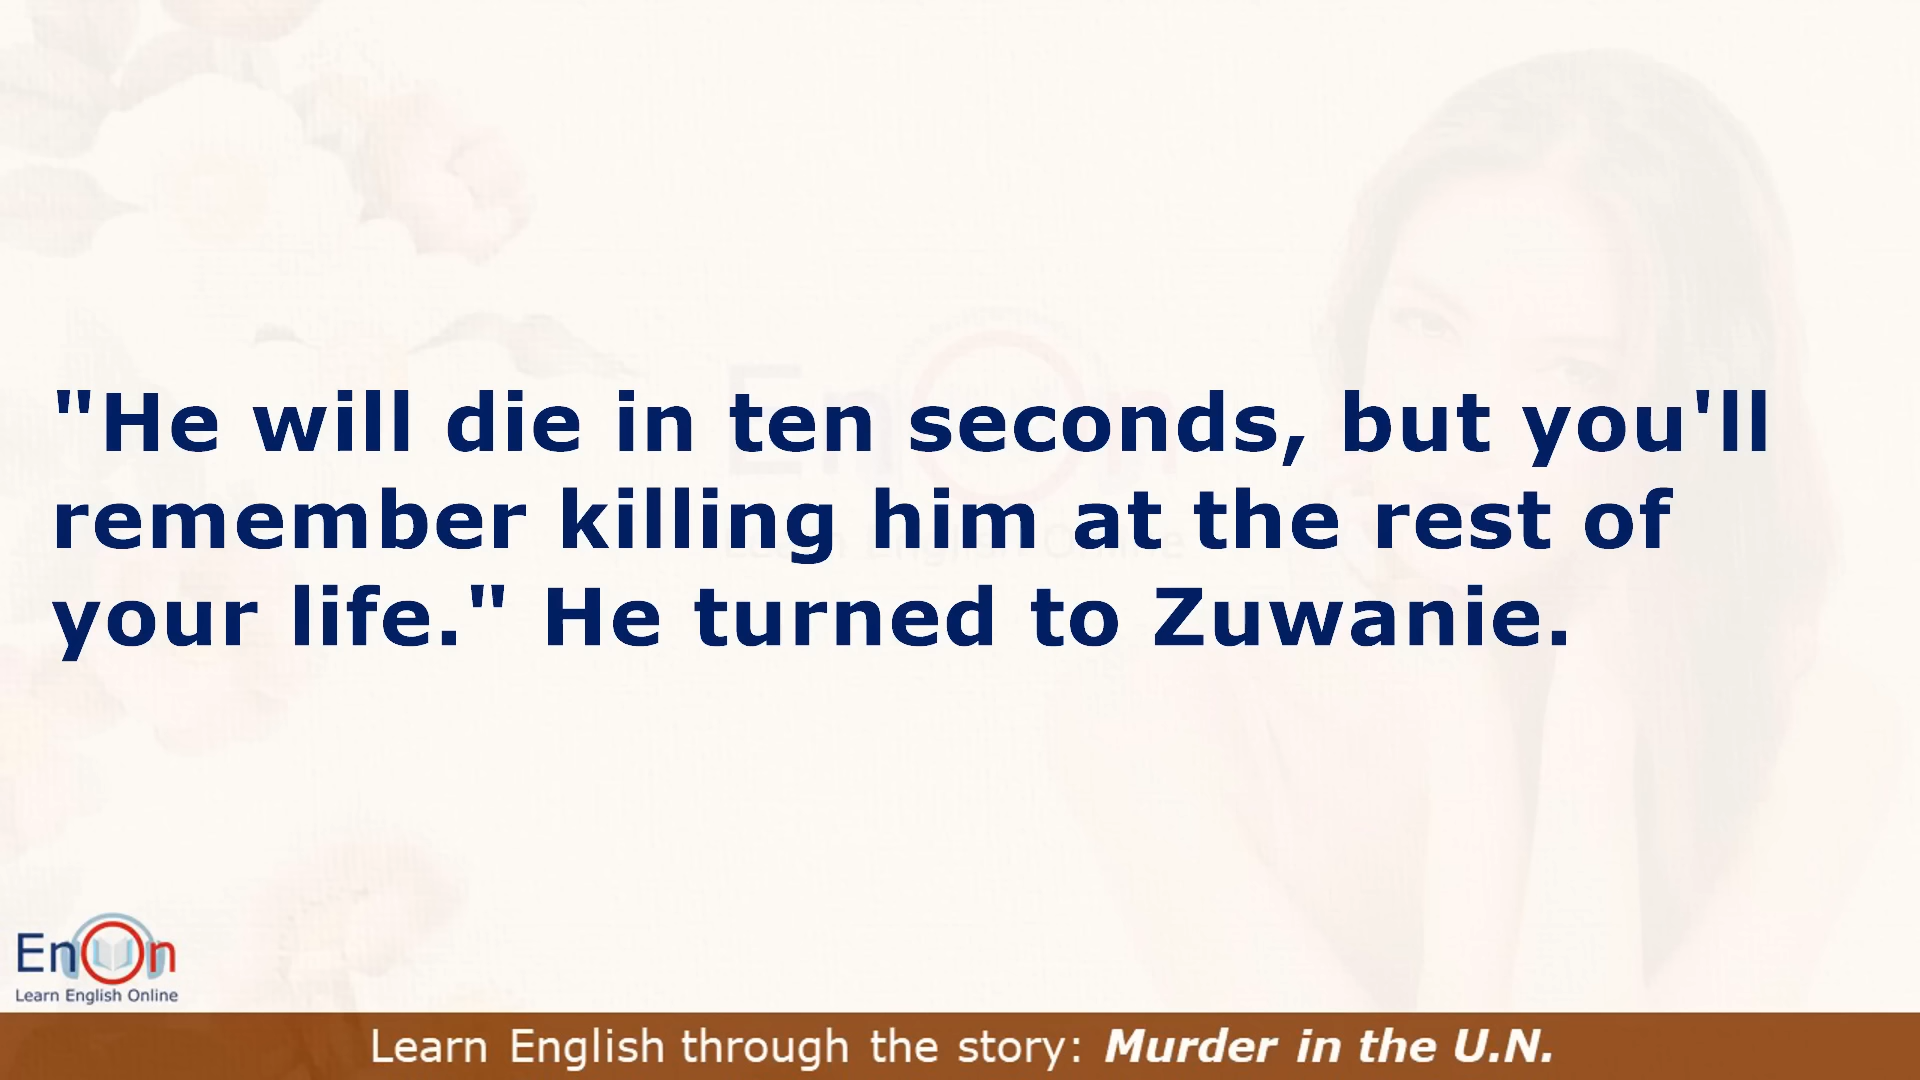 "He will die in ten seconds, but you'll
remember killing him at the rest of
your life." He turned to Zuwanie.
EnOn
Learn English Online
Learn English through the story: Murder in the U.N.